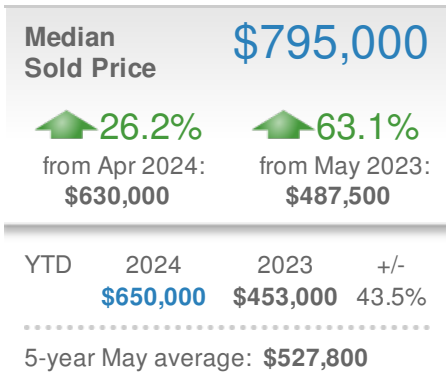 Median
Sold Price
$795,000
26.2%
63.1%
from Apr 2024:
from May 2023:
$630,000
$487,500
YTD 2024 2023 +/-
$650,000 $453,000 43.5%
5-year May average: $527,800